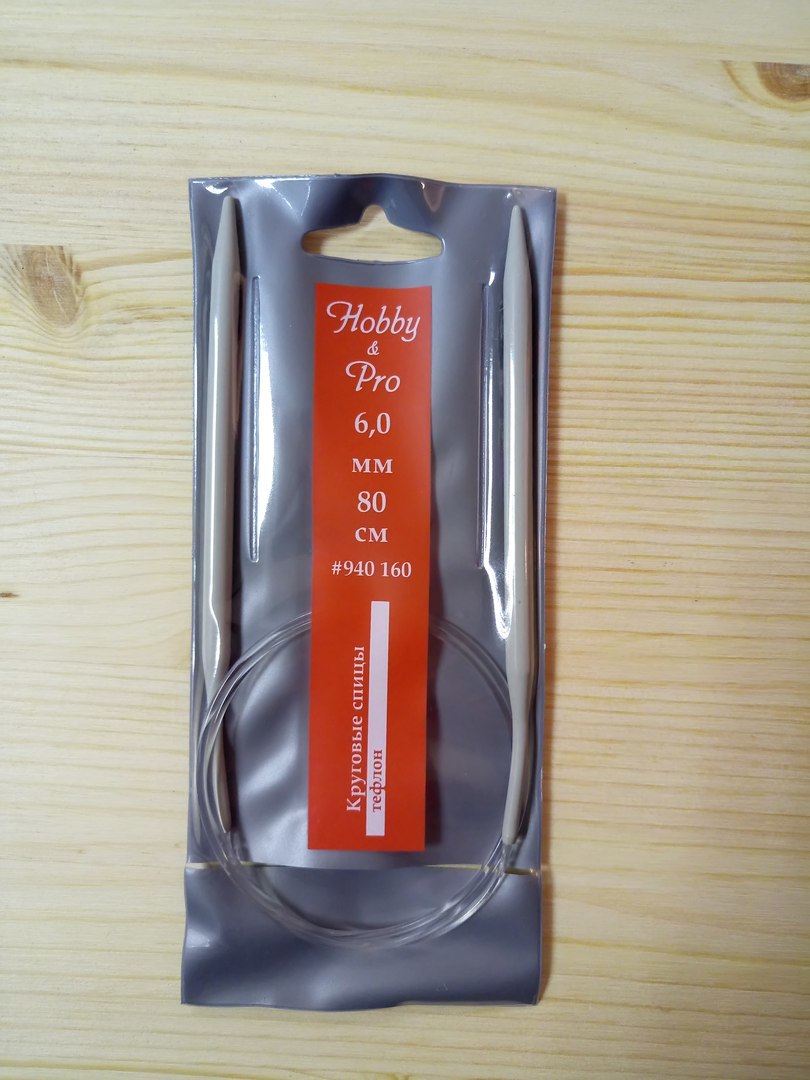 Hobby
&
Pro
6,0
мм
80
см
#940 160
Круговые спицы
тефлон